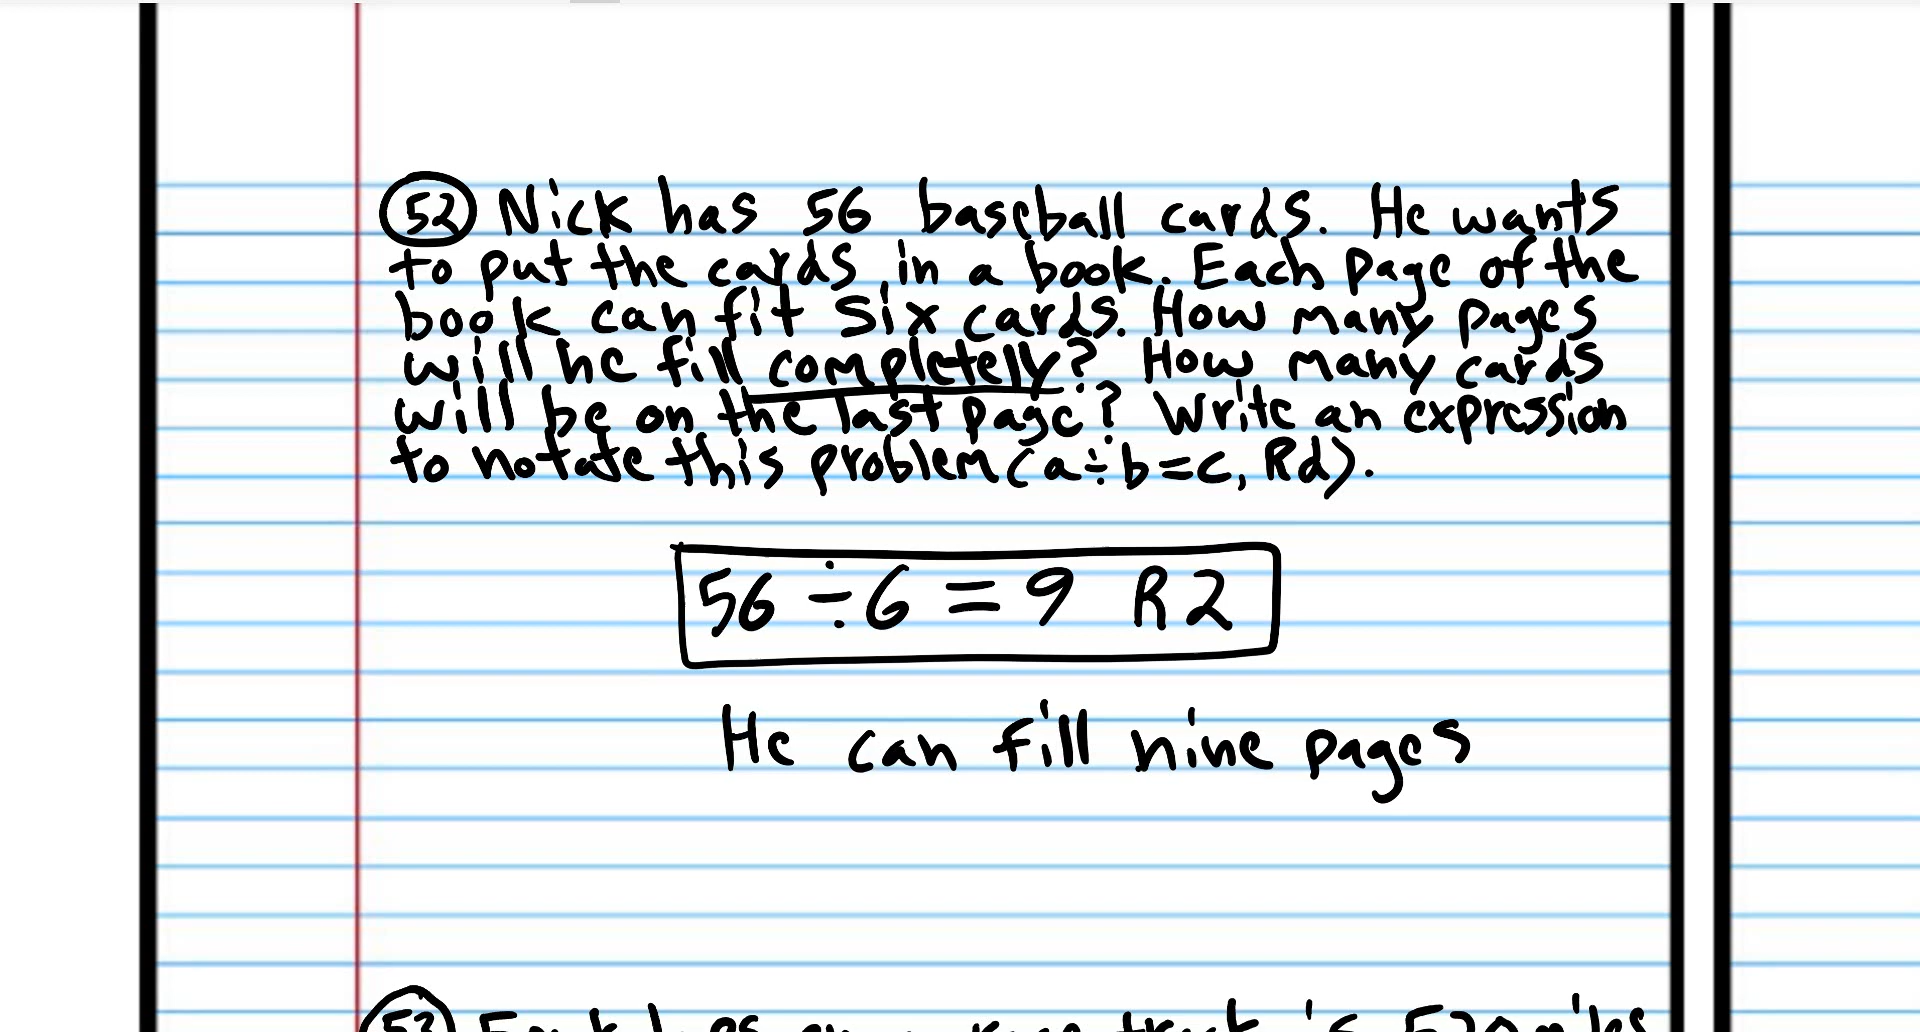 52 Nick has 56 baseball cards. He wants
to put the cards in a book. Each page of the
book can fit six cards. How many pages
will he fill completely? How many cards
will be on the last page? Write an expression
to notate this problem (a÷b=c, Rd).
56 ÷ 6 = 9 R 2
He can fill nine pages